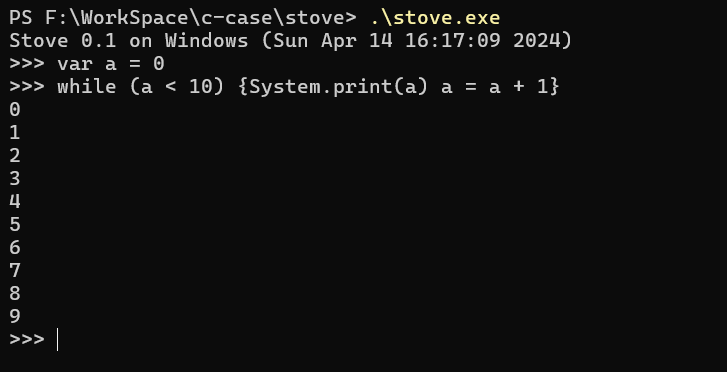 PS F:\WorkSpace\c-case\stove> .\stove.exe
Stove 0.1 on Windows (Sun Apr 14 16:17:09 2024)
>>> var a = 0
>>> while (a < 10) {System.print(a) a = a + 1}
0
1
2
3
4
5
6
7
8
9
>>>